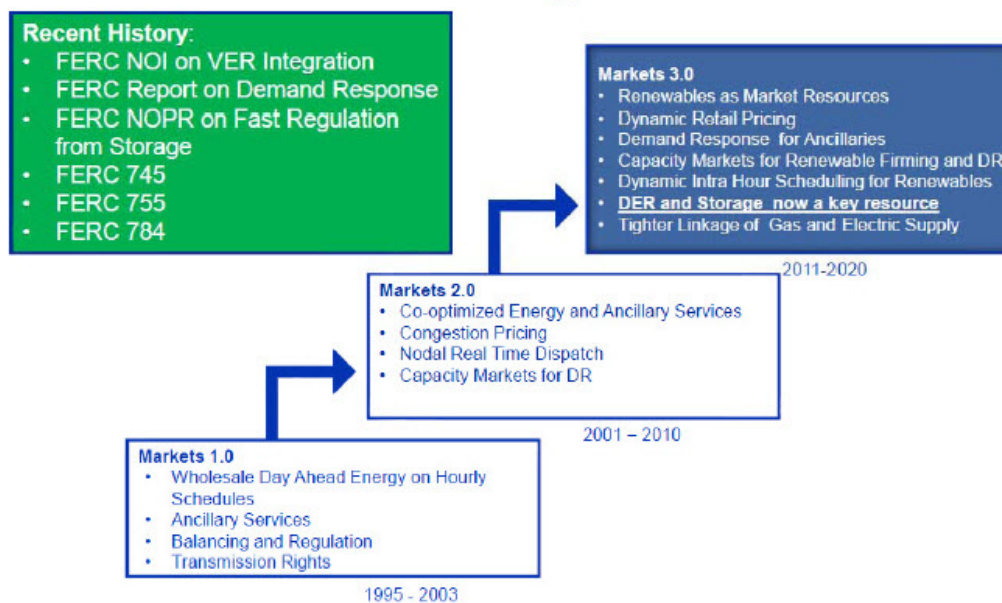 Recent History:
• FERC NOI on VER Integration
• FERC Report on Demand Response
• FERC NOPR on Fast Regulation
from Storage
• FERC 745
• FERC 755
• FERC 784
Markets 3.0
• Renewables as Market Resources
• Dynamic Retail Pricing
• Demand Response for Ancillaries
• Capacity Markets for Renewable Firming and DR
• Dynamic Intra Hour Scheduling for Renewables
• DER and Storage now a key resource
• Tighter Linkage of Gas and Electric Supply
2011-2020
Markets 2.0
• Co-optimized Energy and Ancillary Services
• Congestion Pricing
• Nodal Real Time Dispatch
• Capacity Markets for DR
2001 – 2010
Markets 1.0
• Wholesale Day Ahead Energy on Hourly
Schedules
• Ancillary Services
• Balancing and Regulation
• Transmission Rights
1995 - 2003